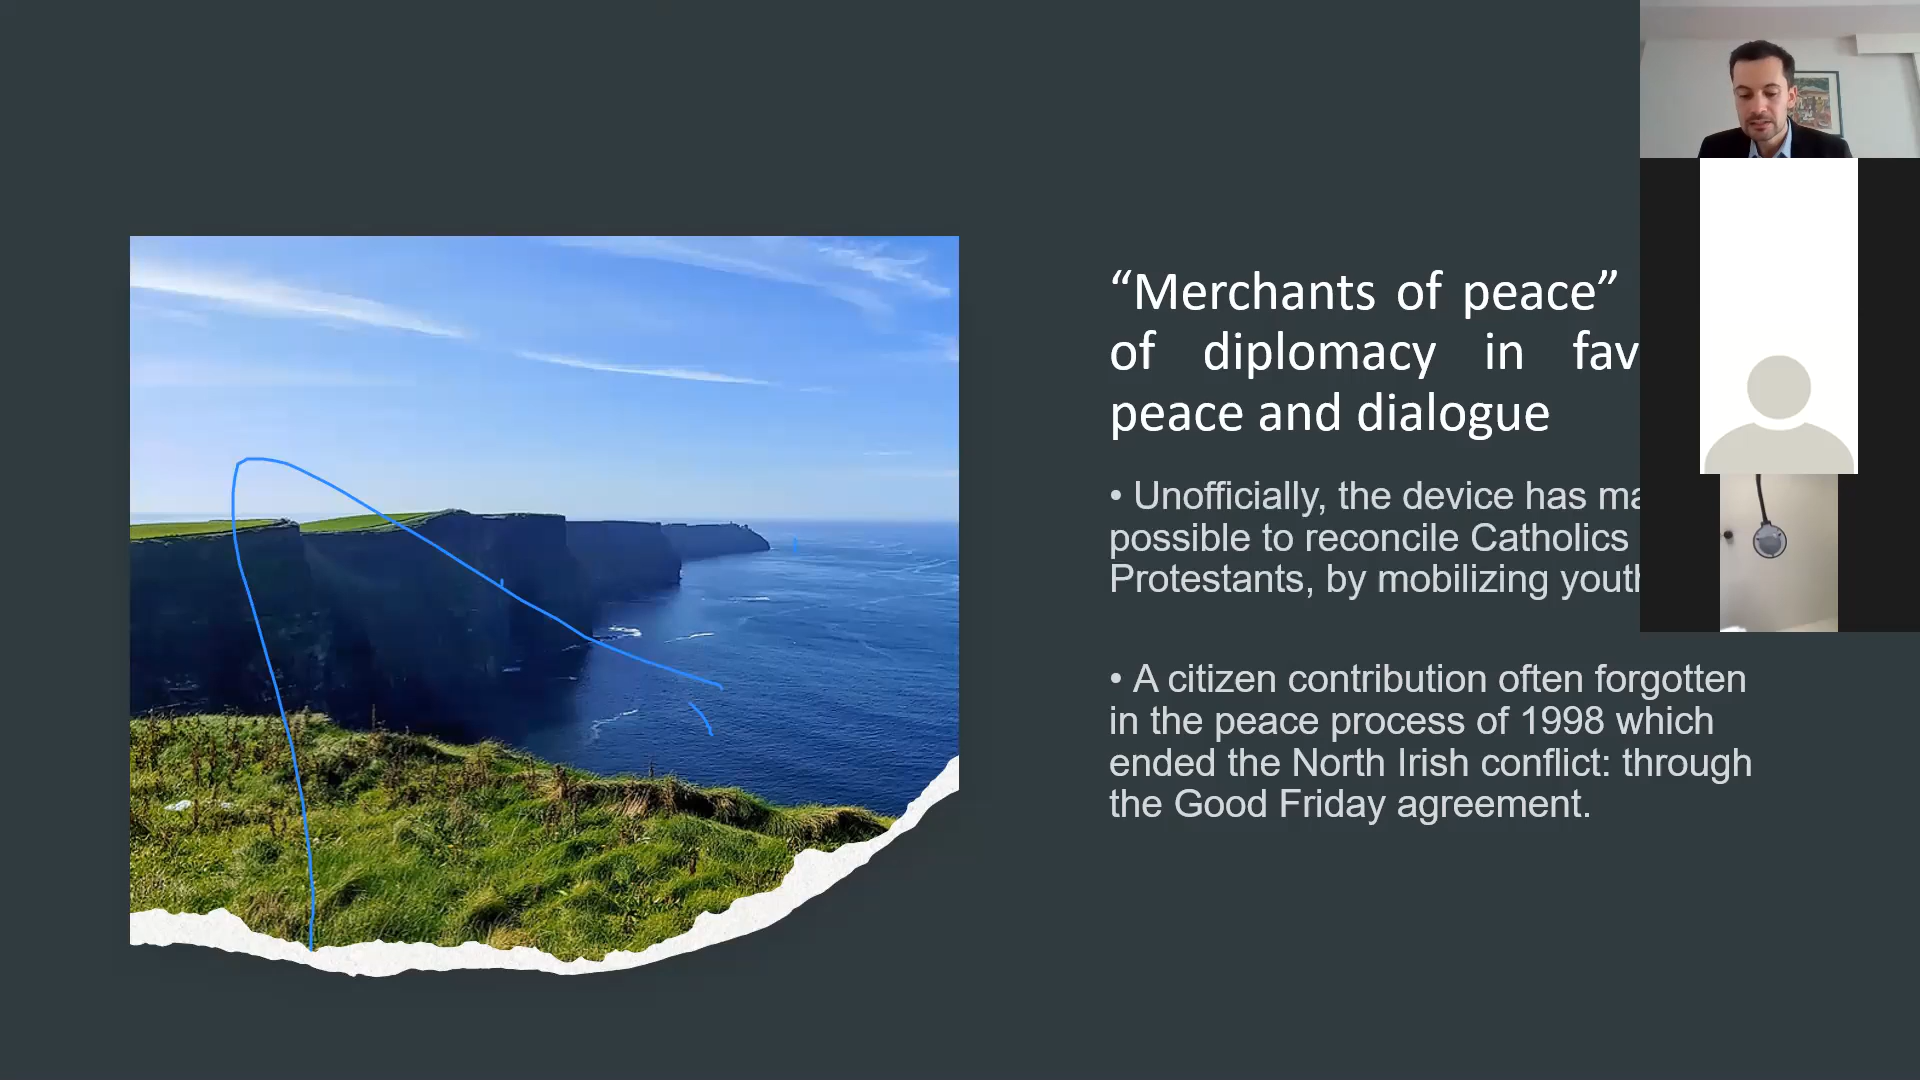 “Merchants of peace”
of diplomacy in
peace and dialogue
• Unofficially, the device has
possible to reconcile Catholics
Protestants, by mobilizing
• A citizen contribution often forgotten
in the peace process of 1998 which
ended the North Irish conflict: through
the Good Friday agreement.